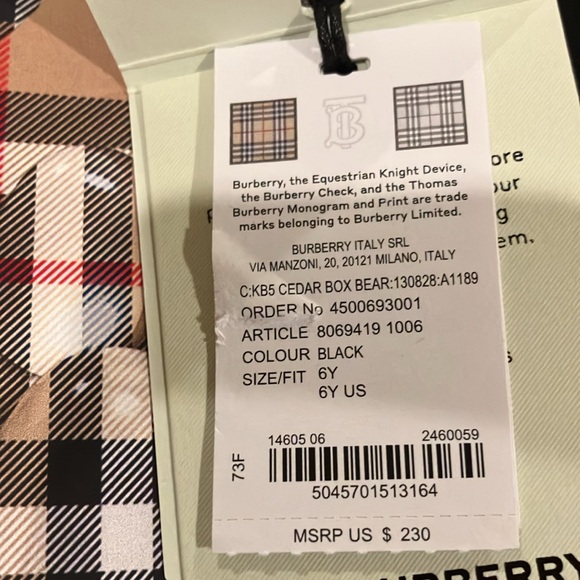 Burberry, the Equestrian Knight Device,
the Burberry Check, and the Thomas
Burberry Monogram and Print are trade
marks belonging to Burberry Limited.
BURBERRY ITALY SRL
VIA MANZONI, 20, 20121 MILANO, ITALY
C:KB5 CEDAR BOX BEAR:130828:A1189
ORDER No 4500693001
ARTICLE 8069419 1006
COLOUR BLACK
SIZE/FIT 6Y
6Y US
73F
14605 06 2460059
5045701513164
MSRP US $ 230